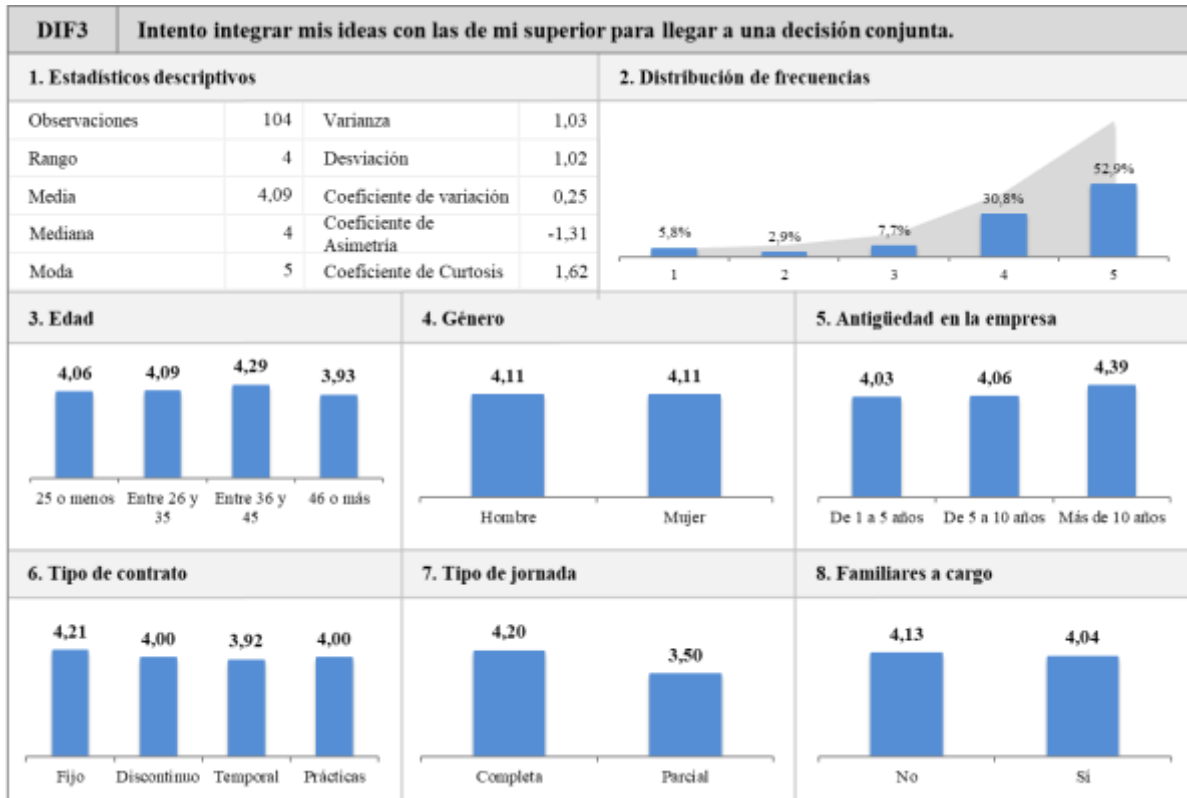 DIF3 Intento integrar mis ideas con las de mi superior para llegar a una decisión conjunta.
1. Estadísticos descriptivos
Observaciones 104 Varianza 1,03
Rango 4 Desviación 1,02
Media 4,09 Coeficiente de variación 0,25
Mediana 4 Coeficiente de Asimetría -1,31
Moda 5 Coeficiente de Curtosis 1,62
2. Distribución de frecuencias
5,8% 2,9% 7,7% 30,8% 52,9%
1 2 3 4 5
3. Edad
4,06 4,09 4,29 3,93
25 o menos Entre 26 y 35 Entre 36 y 45 46 o más
4. Género
4,11 4,11
Hombre Mujer
5. Antigüedad en la empresa
4,03 4,06 4,39
De 1 a 5 años De 5 a 10 años Más de 10 años
6. Tipo de contrato
4,21 4,00 3,92 4,00
Fijo Discontinuo Temporal Prácticas
7. Tipo de jornada
4,20 3,50
Completa Parcial
8. Familiares a cargo
4,13 4,04
No Sí